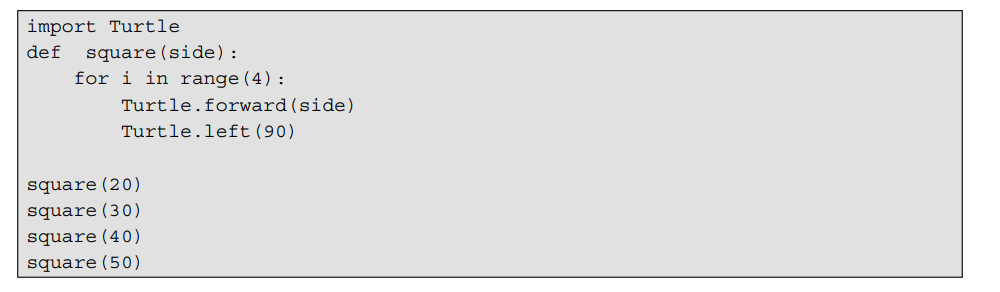 import Turtle
def  square(side):
    for i in range(4):
        Turtle.forward(side)
        Turtle.left(90)

square(20)
square(30)
square(40)
square(50)